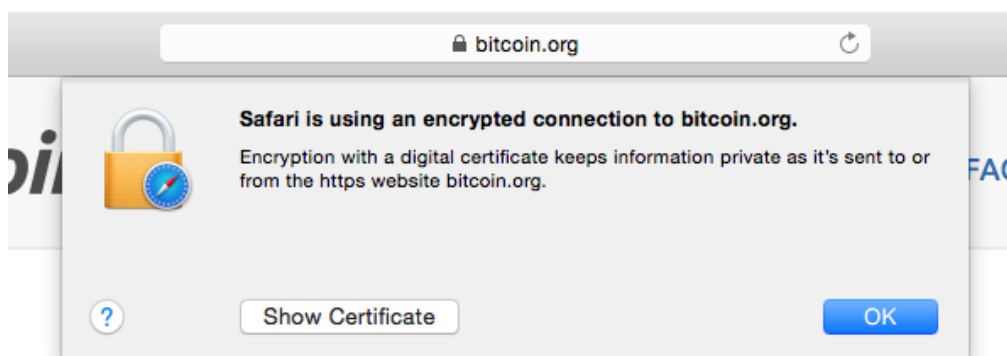 bitcoin.org
Safari is using an encrypted connection to bitcoin.org.
Encryption with a digital certificate keeps information private as it's sent to or
from the https website bitcoin.org.
?
Show Certificate
OK